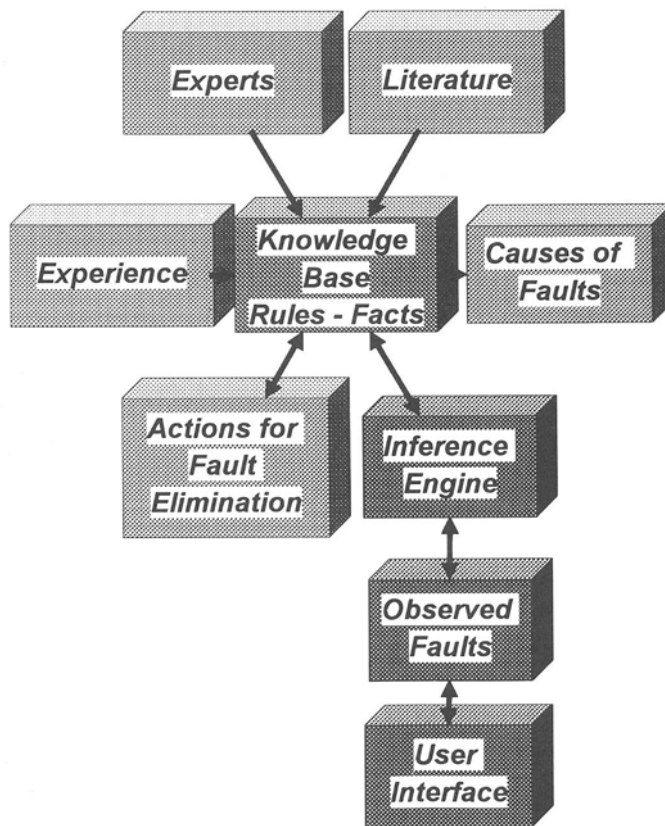 Experts
Literature
Experience
Knowledge
Base
Rules - Facts
Causes of
Faults
Actions for
Fault
Elimination
Inference
Engine
Observed
Faults
User
Interface